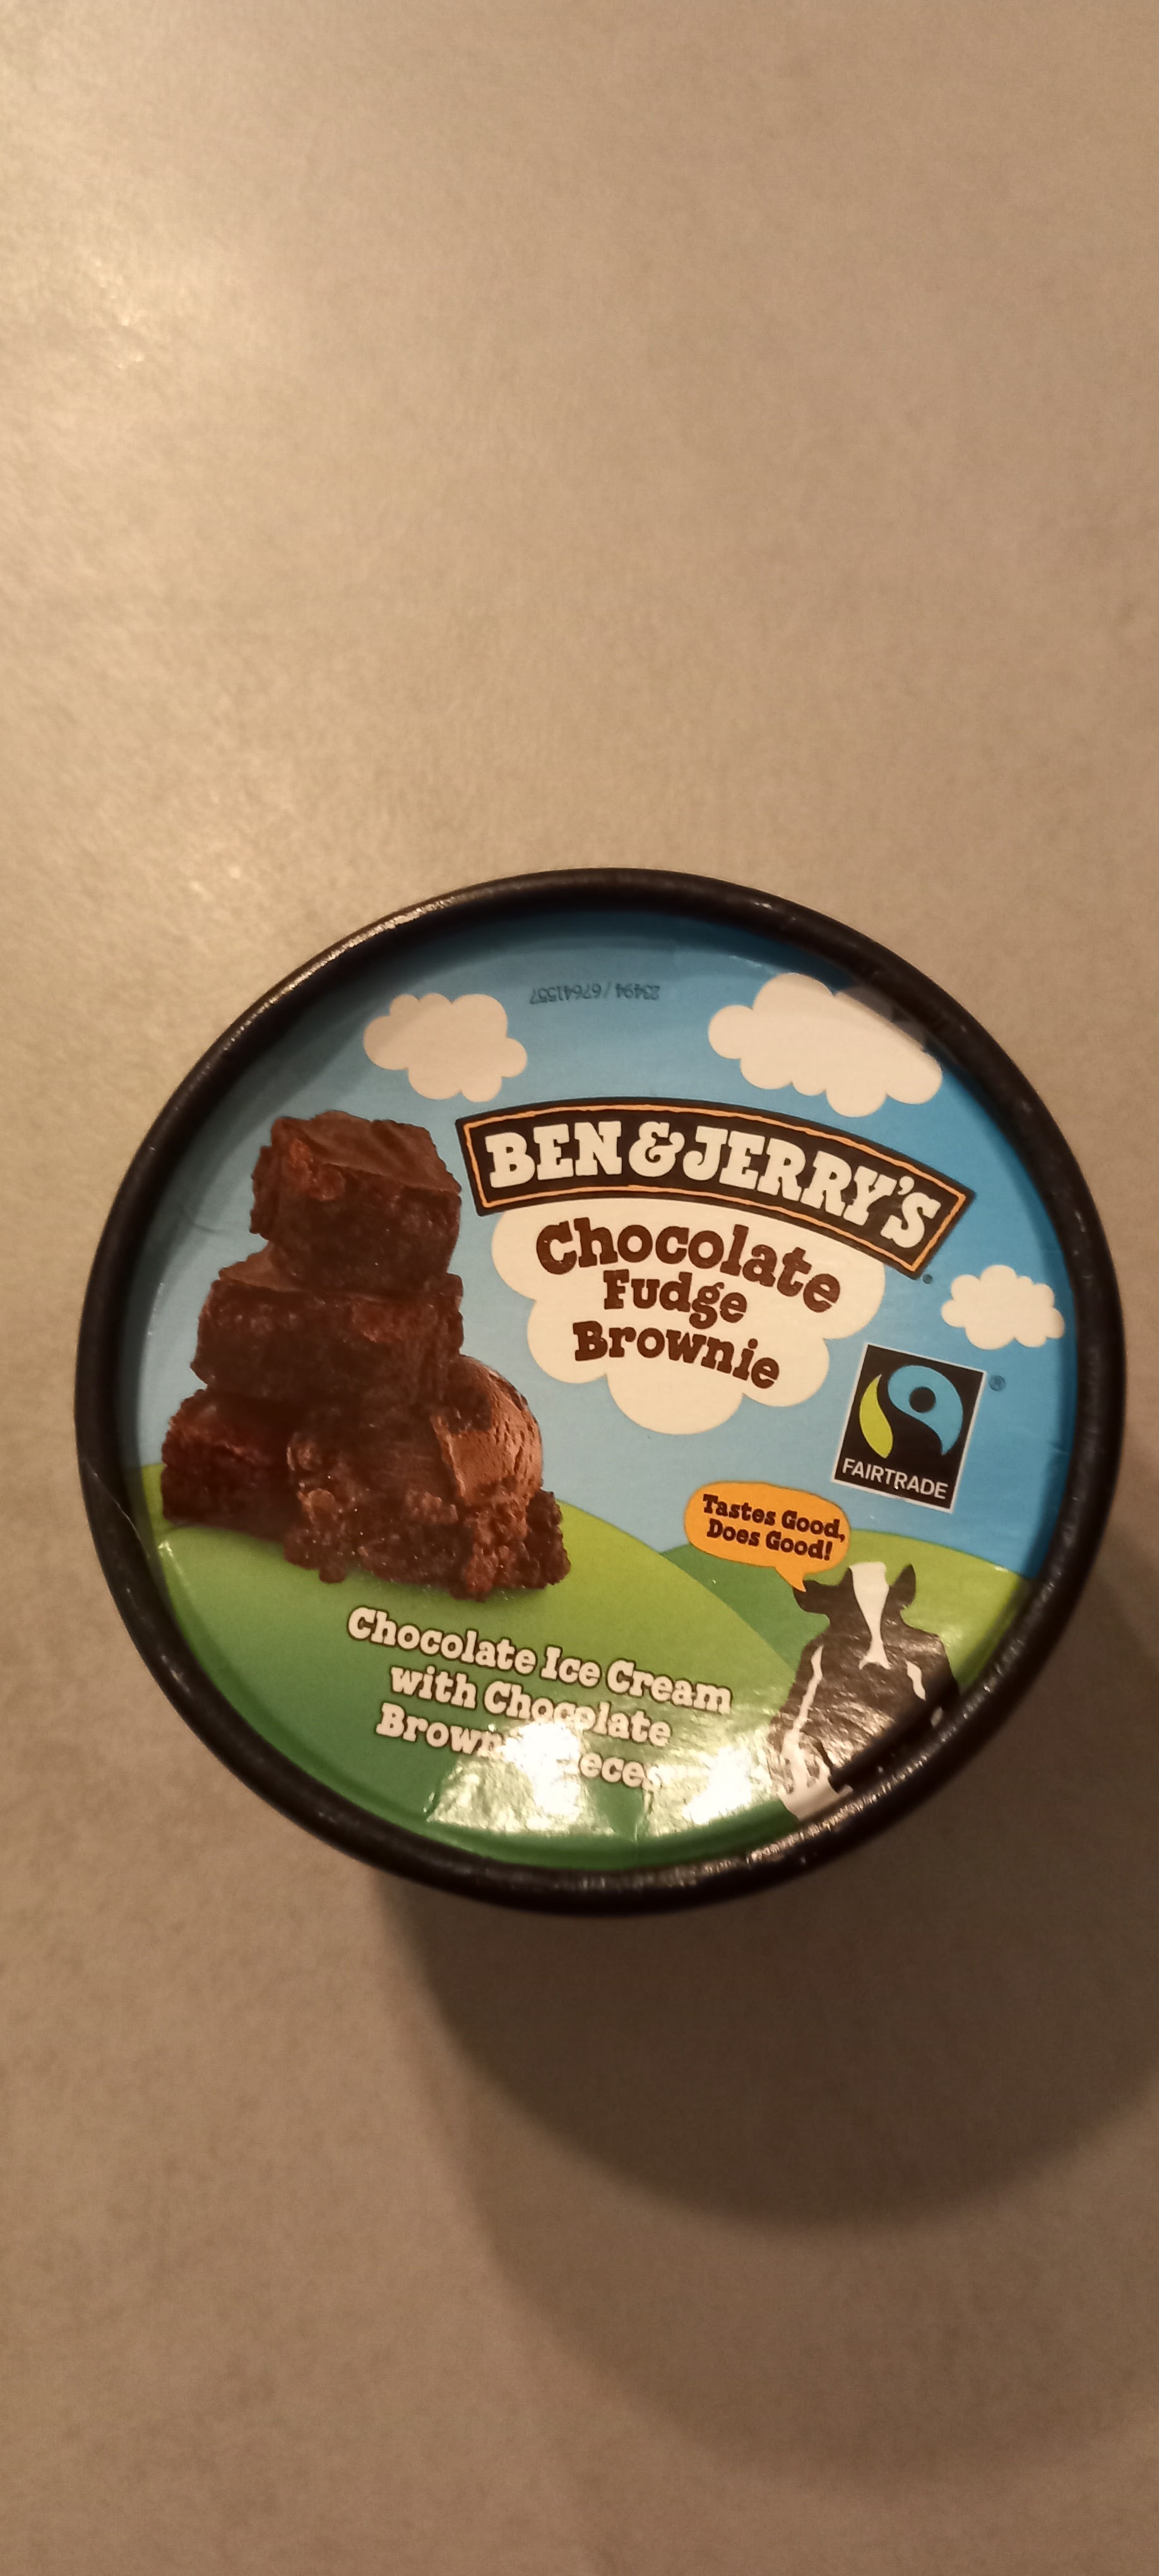 23494 / 67641557
BEN & JERRY'S
Chocolate
Fudge
Brownie
FAIRTRADE
Tastes Good,
Does Good!
Chocolate Ice Cream
with Chocolate